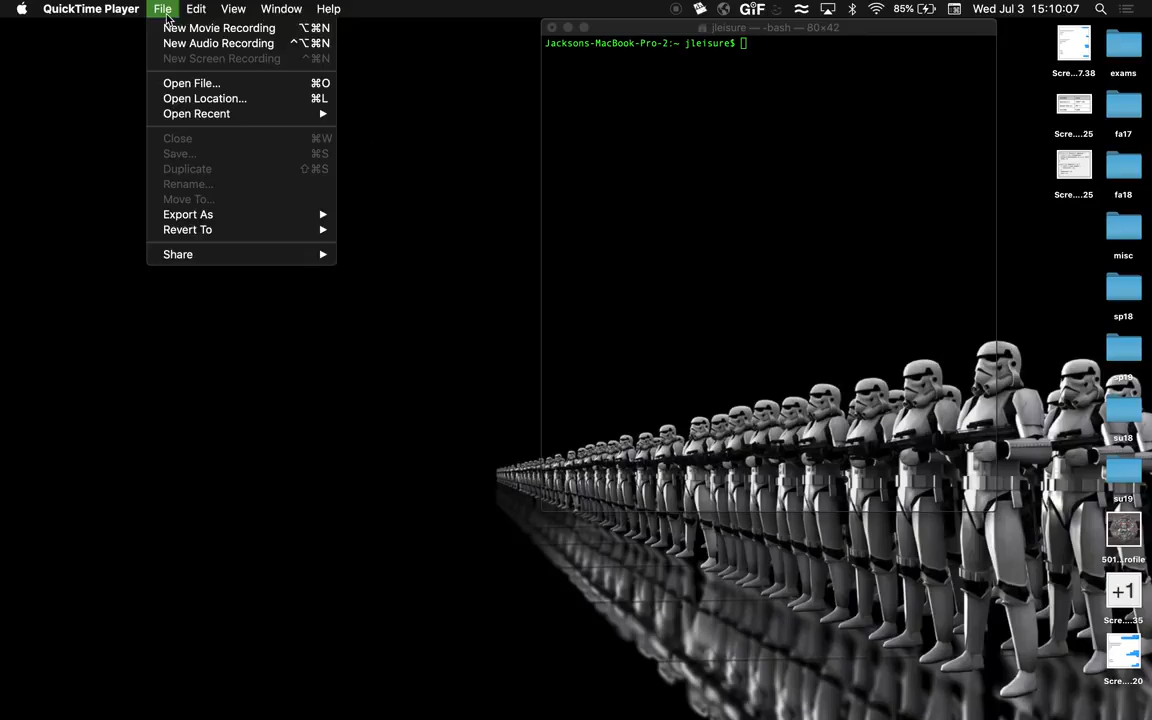 QuickTime Player File Edit View Window Help GIF 85% Wed Jul 3 15:10:07
New Movie Recording ⌥⌘N
New Audio Recording ^⌥⌘N
New Screen Recording ^⌘N
Open File... ⌘O
Open Location... ⌘L
Open Recent
Close ⌘W
Save... ⌘S
Duplicate ⇧⌘S
Rename...
Move To...
Export As
Revert To
Share
jleisure — -bash — 80×42
Jacksons-MacBook-Pro-2:~ jleisure$
Scre...7.38
exams
Scre....25
fa17
Scre....25
fa18
misc
sp18
sp19
su18
su19
501...rofile
+1
Scre....35
Scre....20